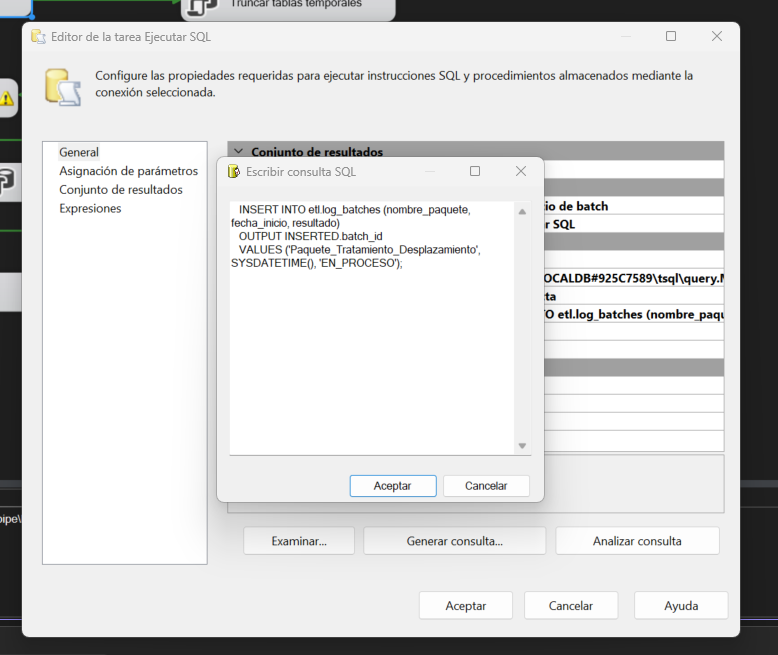 Truncar tablas temporales
Editor de la tarea Ejecutar SQL
Configure las propiedades requeridas para ejecutar instrucciones SQL y procedimientos almacenados mediante la
conexión seleccionada.
General
Asignación de parámetros
Conjunto de resultados
Expresiones
Conjunto de resultados
Escribir consulta SQL
INSERT INTO etl.log_batches (nombre_paquete,
fecha_inicio, resultado)
OUTPUT INSERTED.batch_id
VALUES ('Paquete_Tratamiento_Desplazamiento',
SYSDATETIME(), 'EN_PROCESO');
de batch
SQL
OCALDB#925C7589\tsql\query.
etl.log_batches (nombre_paqu
Aceptar
Cancelar
Examinar...
Generar consulta...
Analizar consulta
Aceptar
Cancelar
Ayuda